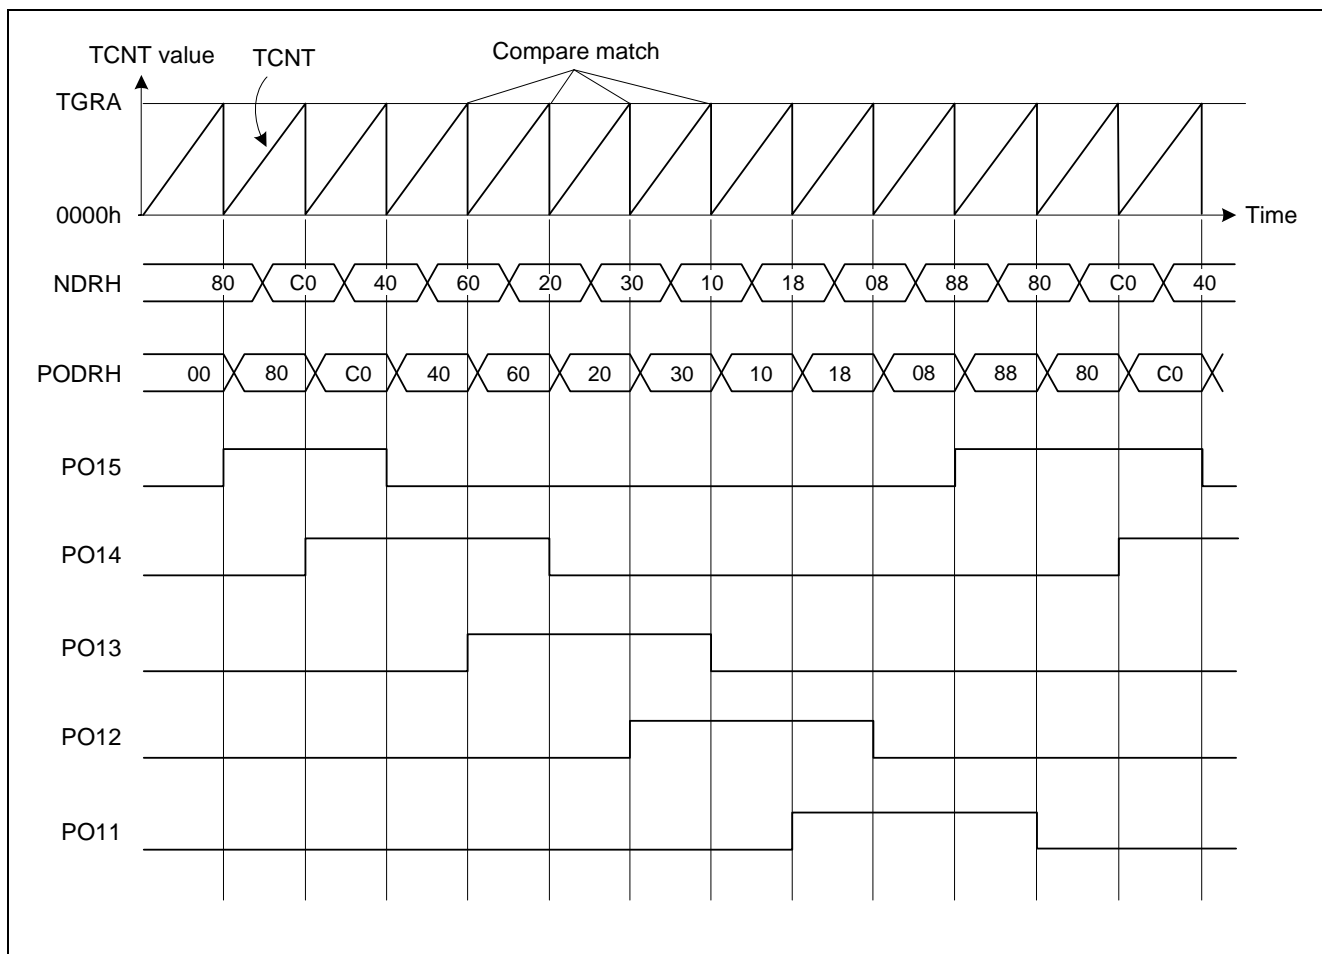 Compare match
TCNT value
TCNT
TGRA
0000h
Time
NDRH 80 C0 40 60 20 30 10 18 08 88 80 C0 40
PODRH 00 80 C0 40 60 20 30 10 18 08 88 80 C0
PO15
PO14
PO13
PO12
PO11